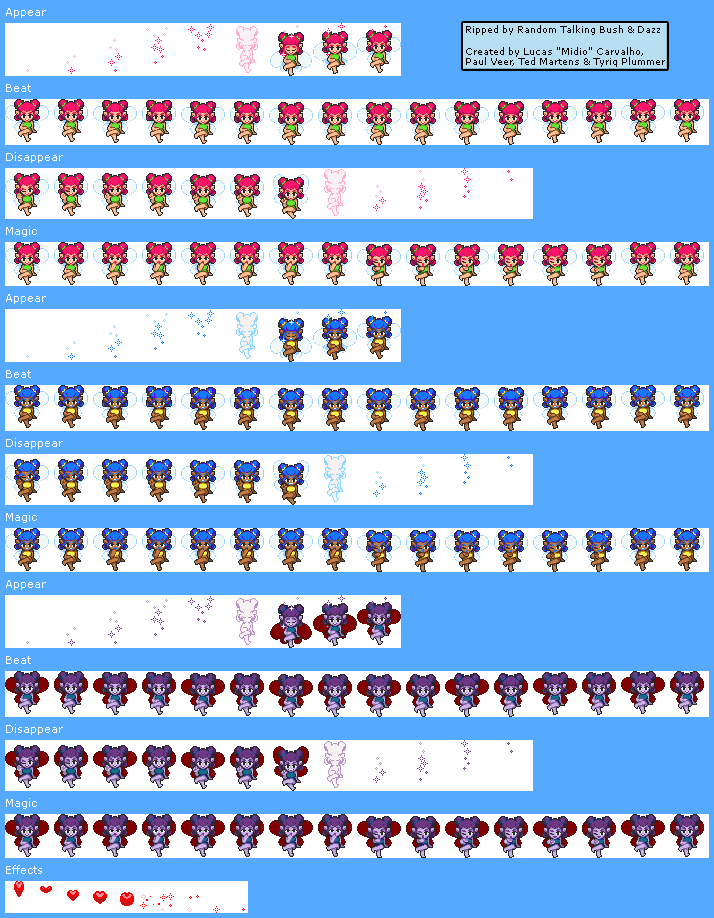 Appear
Ripped by Random Talking Bush & Dazz
Created by Lucas "Midio" Carvalho,
Paul Veer, Ted Martens & Tyriq Plummer
Beat
Disappear
Magic
Appear
Beat
Disappear
Magic
Appear
Beat
Disappear
Magic
Effects